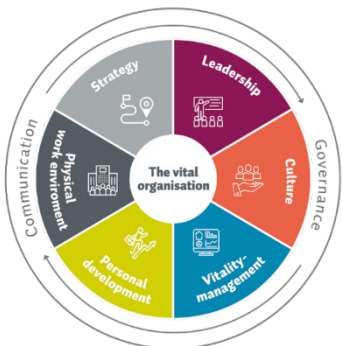 Strategy
Leadership
Communication
Governance
Physical
work enviroment
The vital
organisation
Culture
Personal
development
Vitality-
management